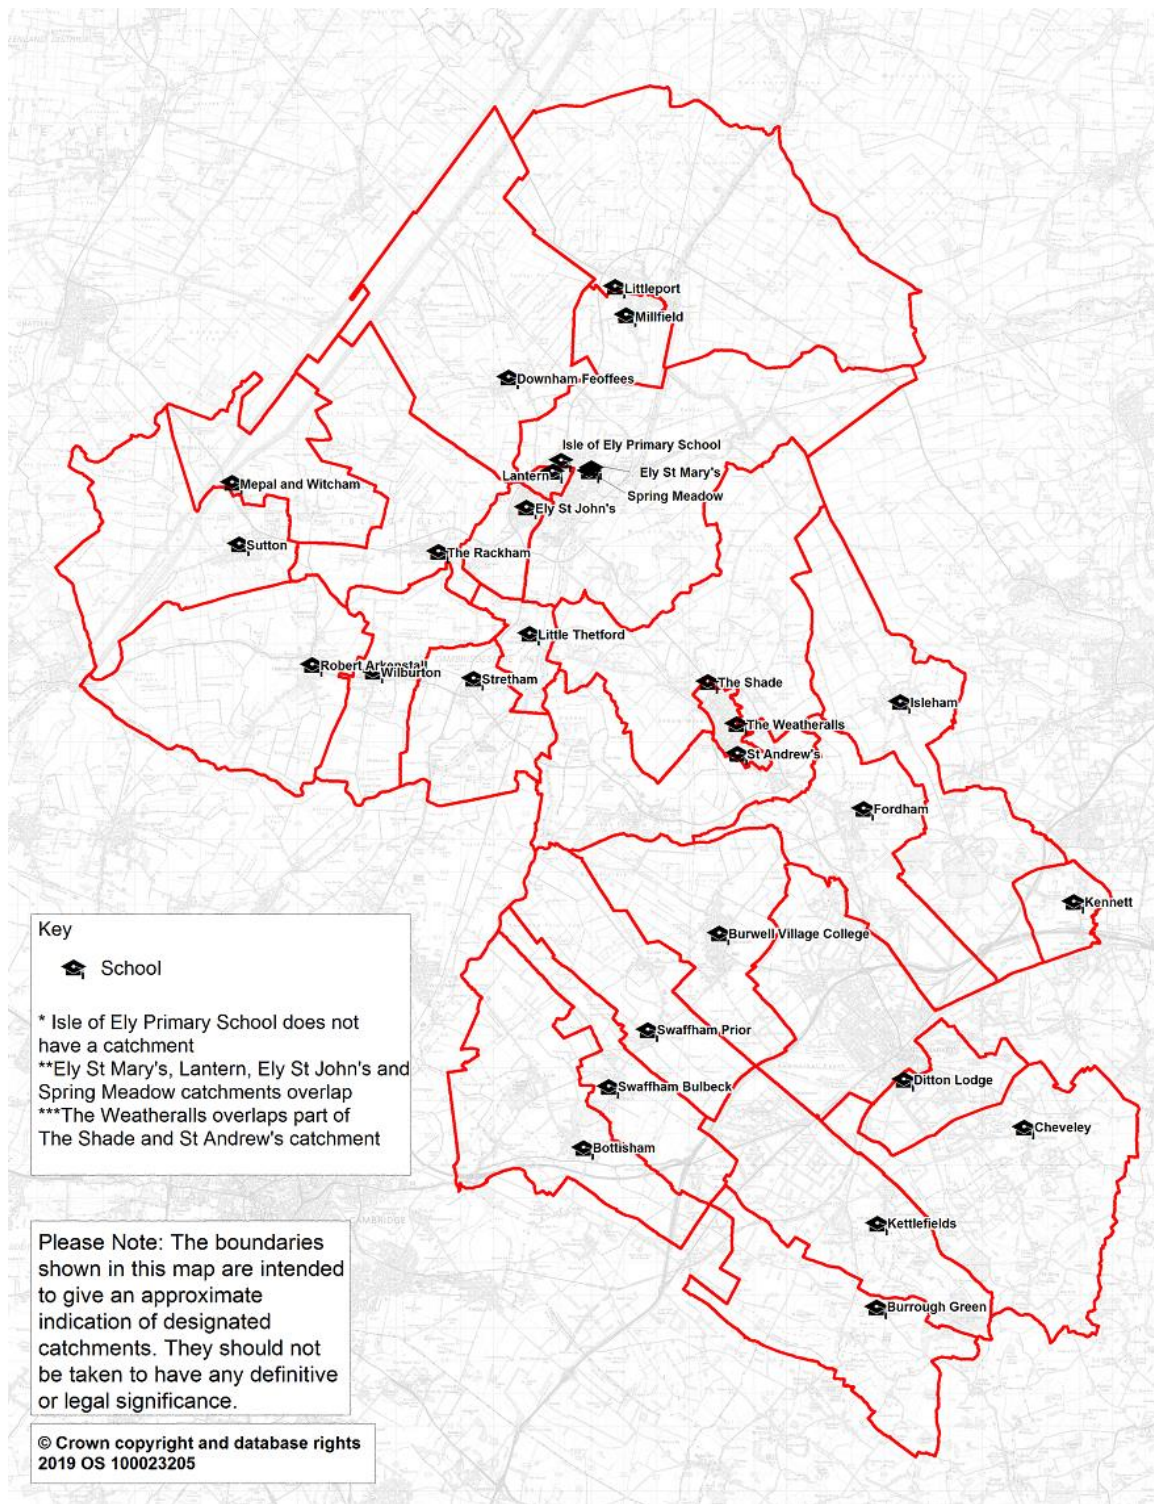 Littleport
Millfield
Downham Feoffees
Isle of Ely Primary School
Lantern
Ely St Mary's
Spring Meadow
Mepal and Witcham
Ely St John's
Sutton
The Rackham
Little Thetford
Robert Arkenstall
Wilburton
Stretham
The Shade
Isleham
The Weatheralls
St Andrew's
Fordham
Kennett
Burwell Village College
Swaffham Prior
Swaffham Bulbeck
Ditton Lodge
Cheveley
Bottisham
Kettlefields
Burrough Green
Key
School
* Isle of Ely Primary School does not
have a catchment
**Ely St Mary's, Lantern, Ely St John's and
Spring Meadow catchments overlap
***The Weatheralls overlaps part of
The Shade and St Andrew's catchment
Please Note: The boundaries
shown in this map are intended
to give an approximate
indication of designated
catchments. They should not
be taken to have any definitive
or legal significance.
© Crown copyright and database rights
2019 OS 100023205